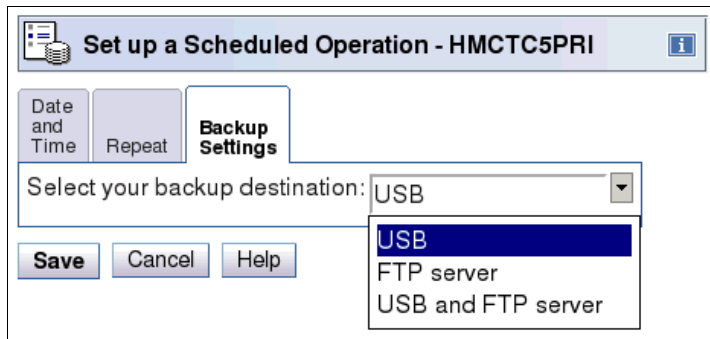 Set up a Scheduled Operation - HMCTC5PRI
i
Date
and
Time
Repeat
Backup
Settings
Select your backup destination: USB
USB
FTP server
USB and FTP server
Save Cancel Help